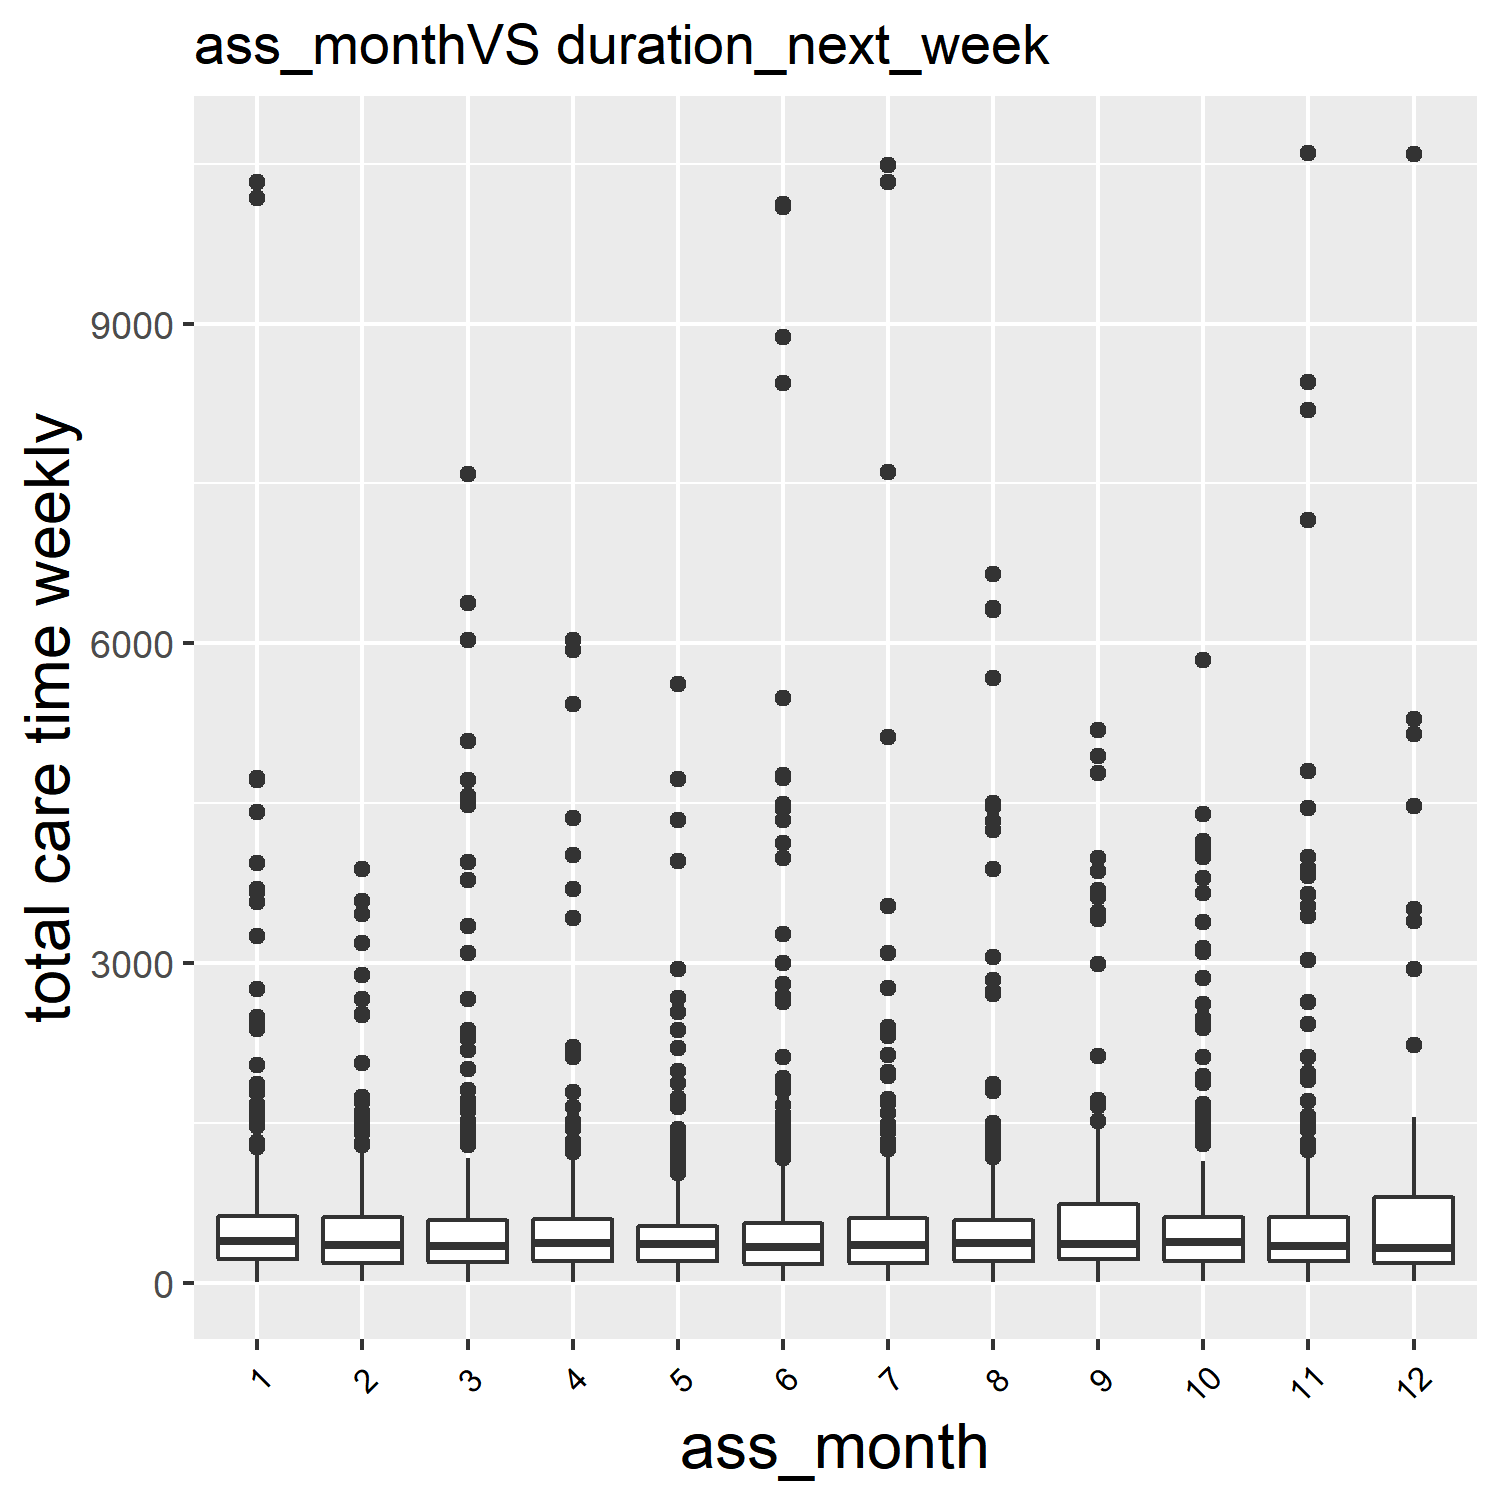 ass_monthVS duration_next_week
total care time weekly
9000
6000
3000
0
1 2 3 4 5 6 7 8 9 10 11 12
ass_month